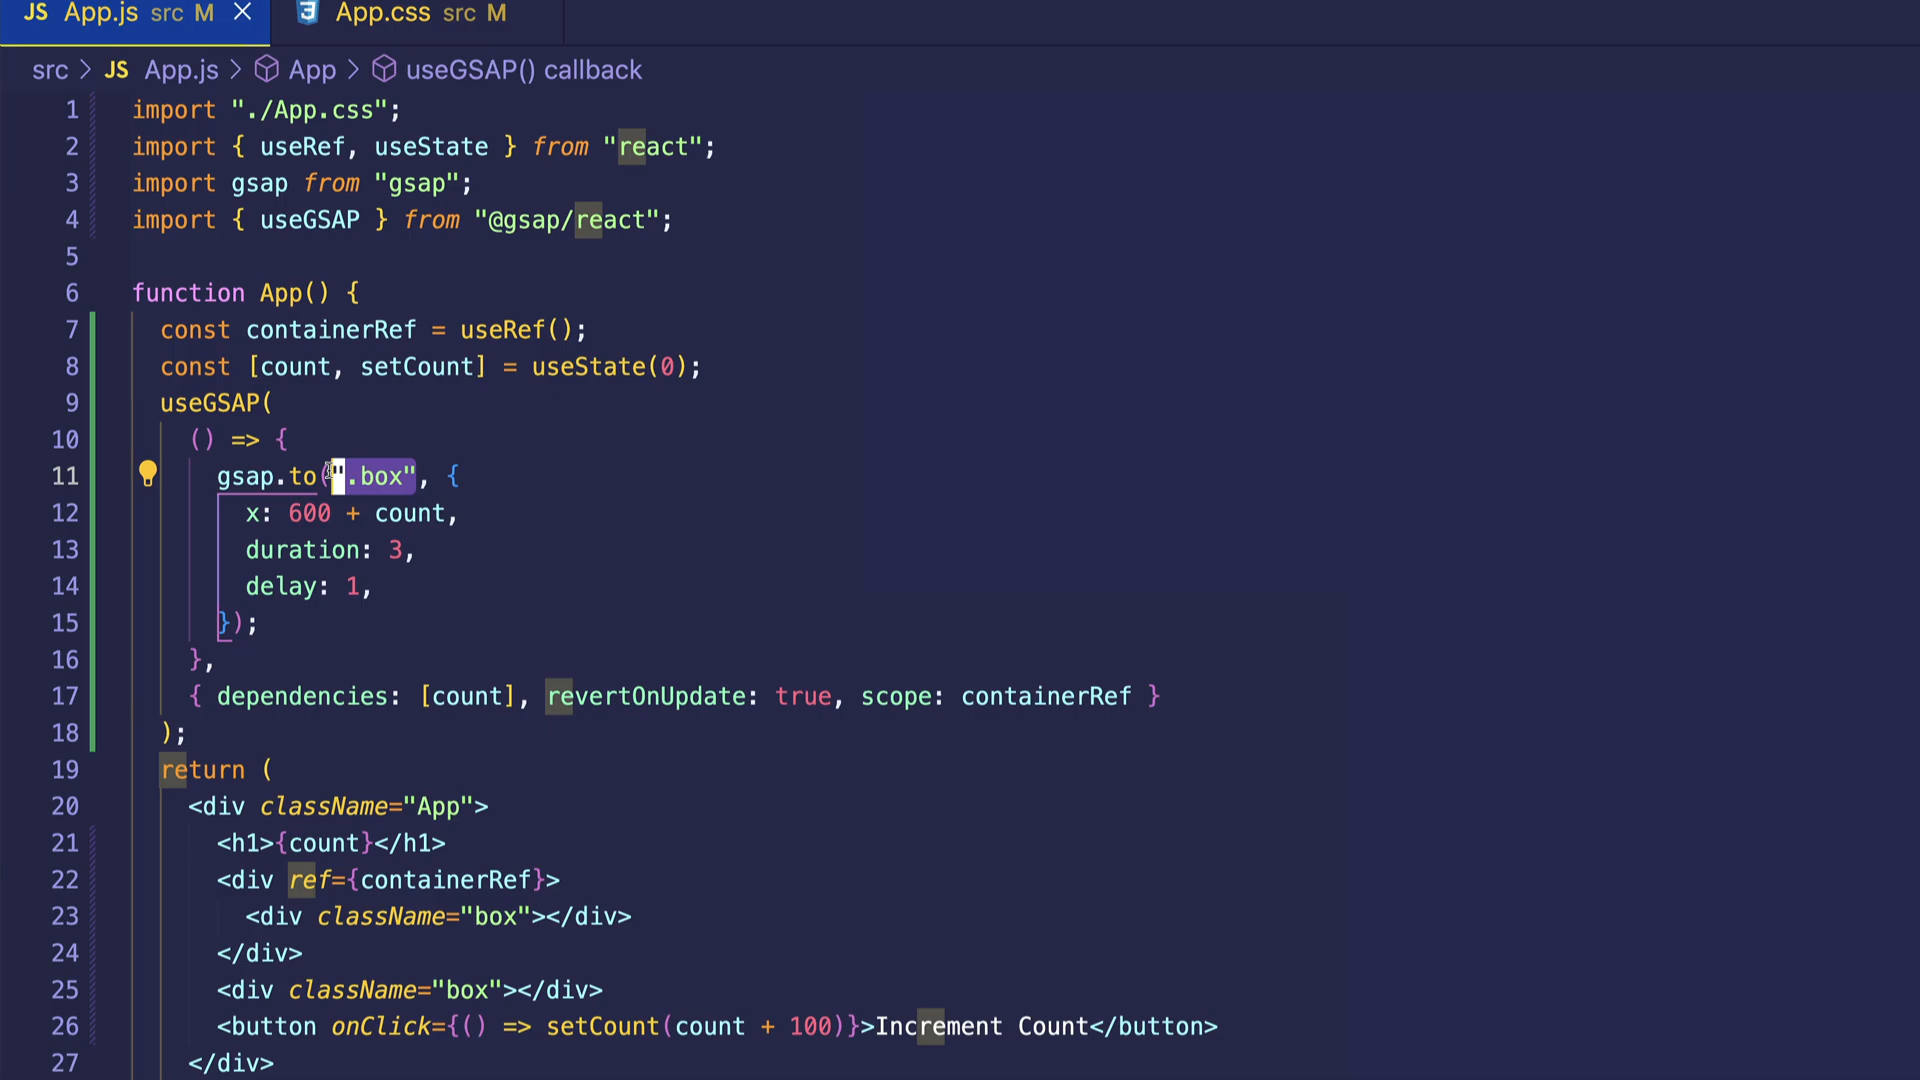 JS App.js src M × App.css src M
src > JS App.js > App > useGSAP() callback
1 import "./App.css";
2 import { useRef, useState } from "react";
3 import gsap from "gsap";
4 import { useGSAP } from "@gsap/react";
5
6 function App() {
7 const containerRef = useRef();
8 const [count, setCount] = useState(0);
9 useGSAP(
10 () => {
11 gsap.to(".box", {
12 x: 600 + count,
13 duration: 3,
14 delay: 1,
15 });
16 },
17 { dependencies: [count], revertOnUpdate: true, scope: containerRef }
18 );
19 return (
20 <div className="App">
21 <h1>{count}</h1>
22 <div ref={containerRef}>
23 <div className="box"></div>
24 </div>
25 <div className="box"></div>
26 <button onClick={() => setCount(count + 100)}>Increment Count</button>
27 </div>